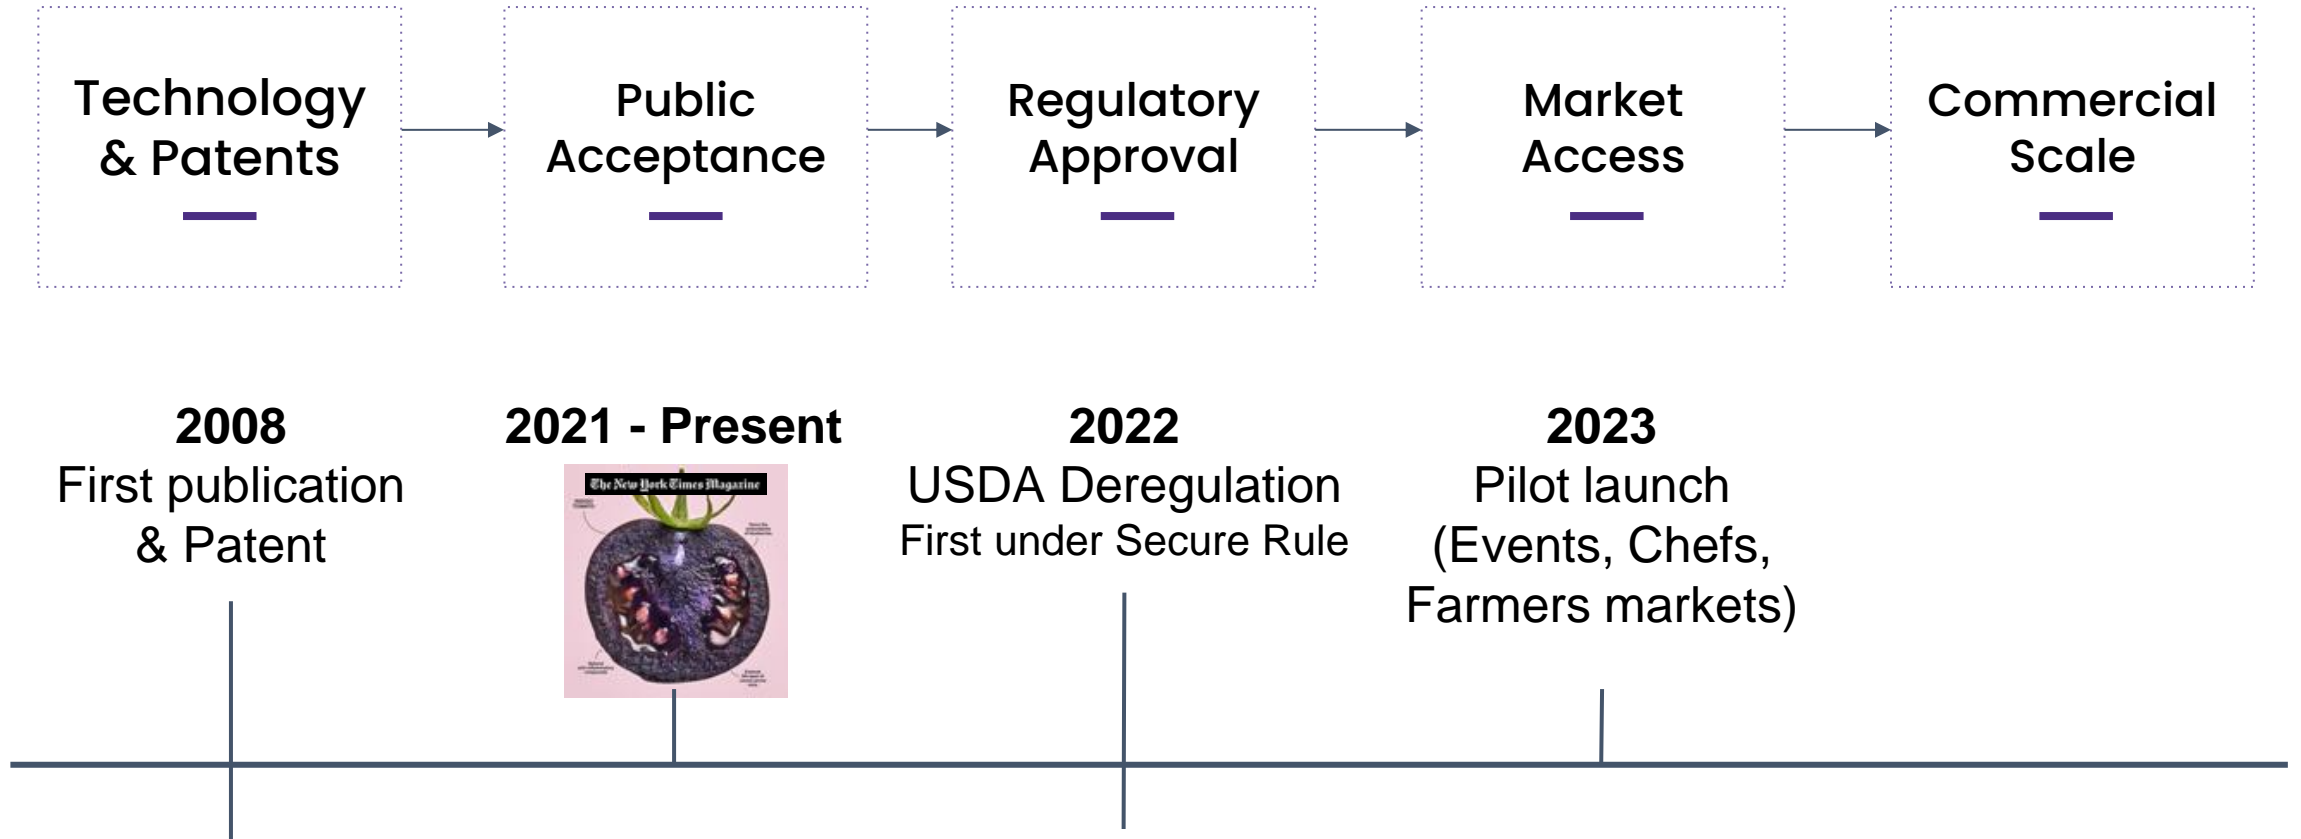 Technology
& Patents
Public
Acceptance
Regulatory
Approval
Market
Access
Commercial
Scale
2008
First publication
& Patent
2021 - Present
The New York Times Magazine
2022
USDA Deregulation
First under Secure Rule
2023
Pilot launch
(Events, Chefs,
Farmers markets)